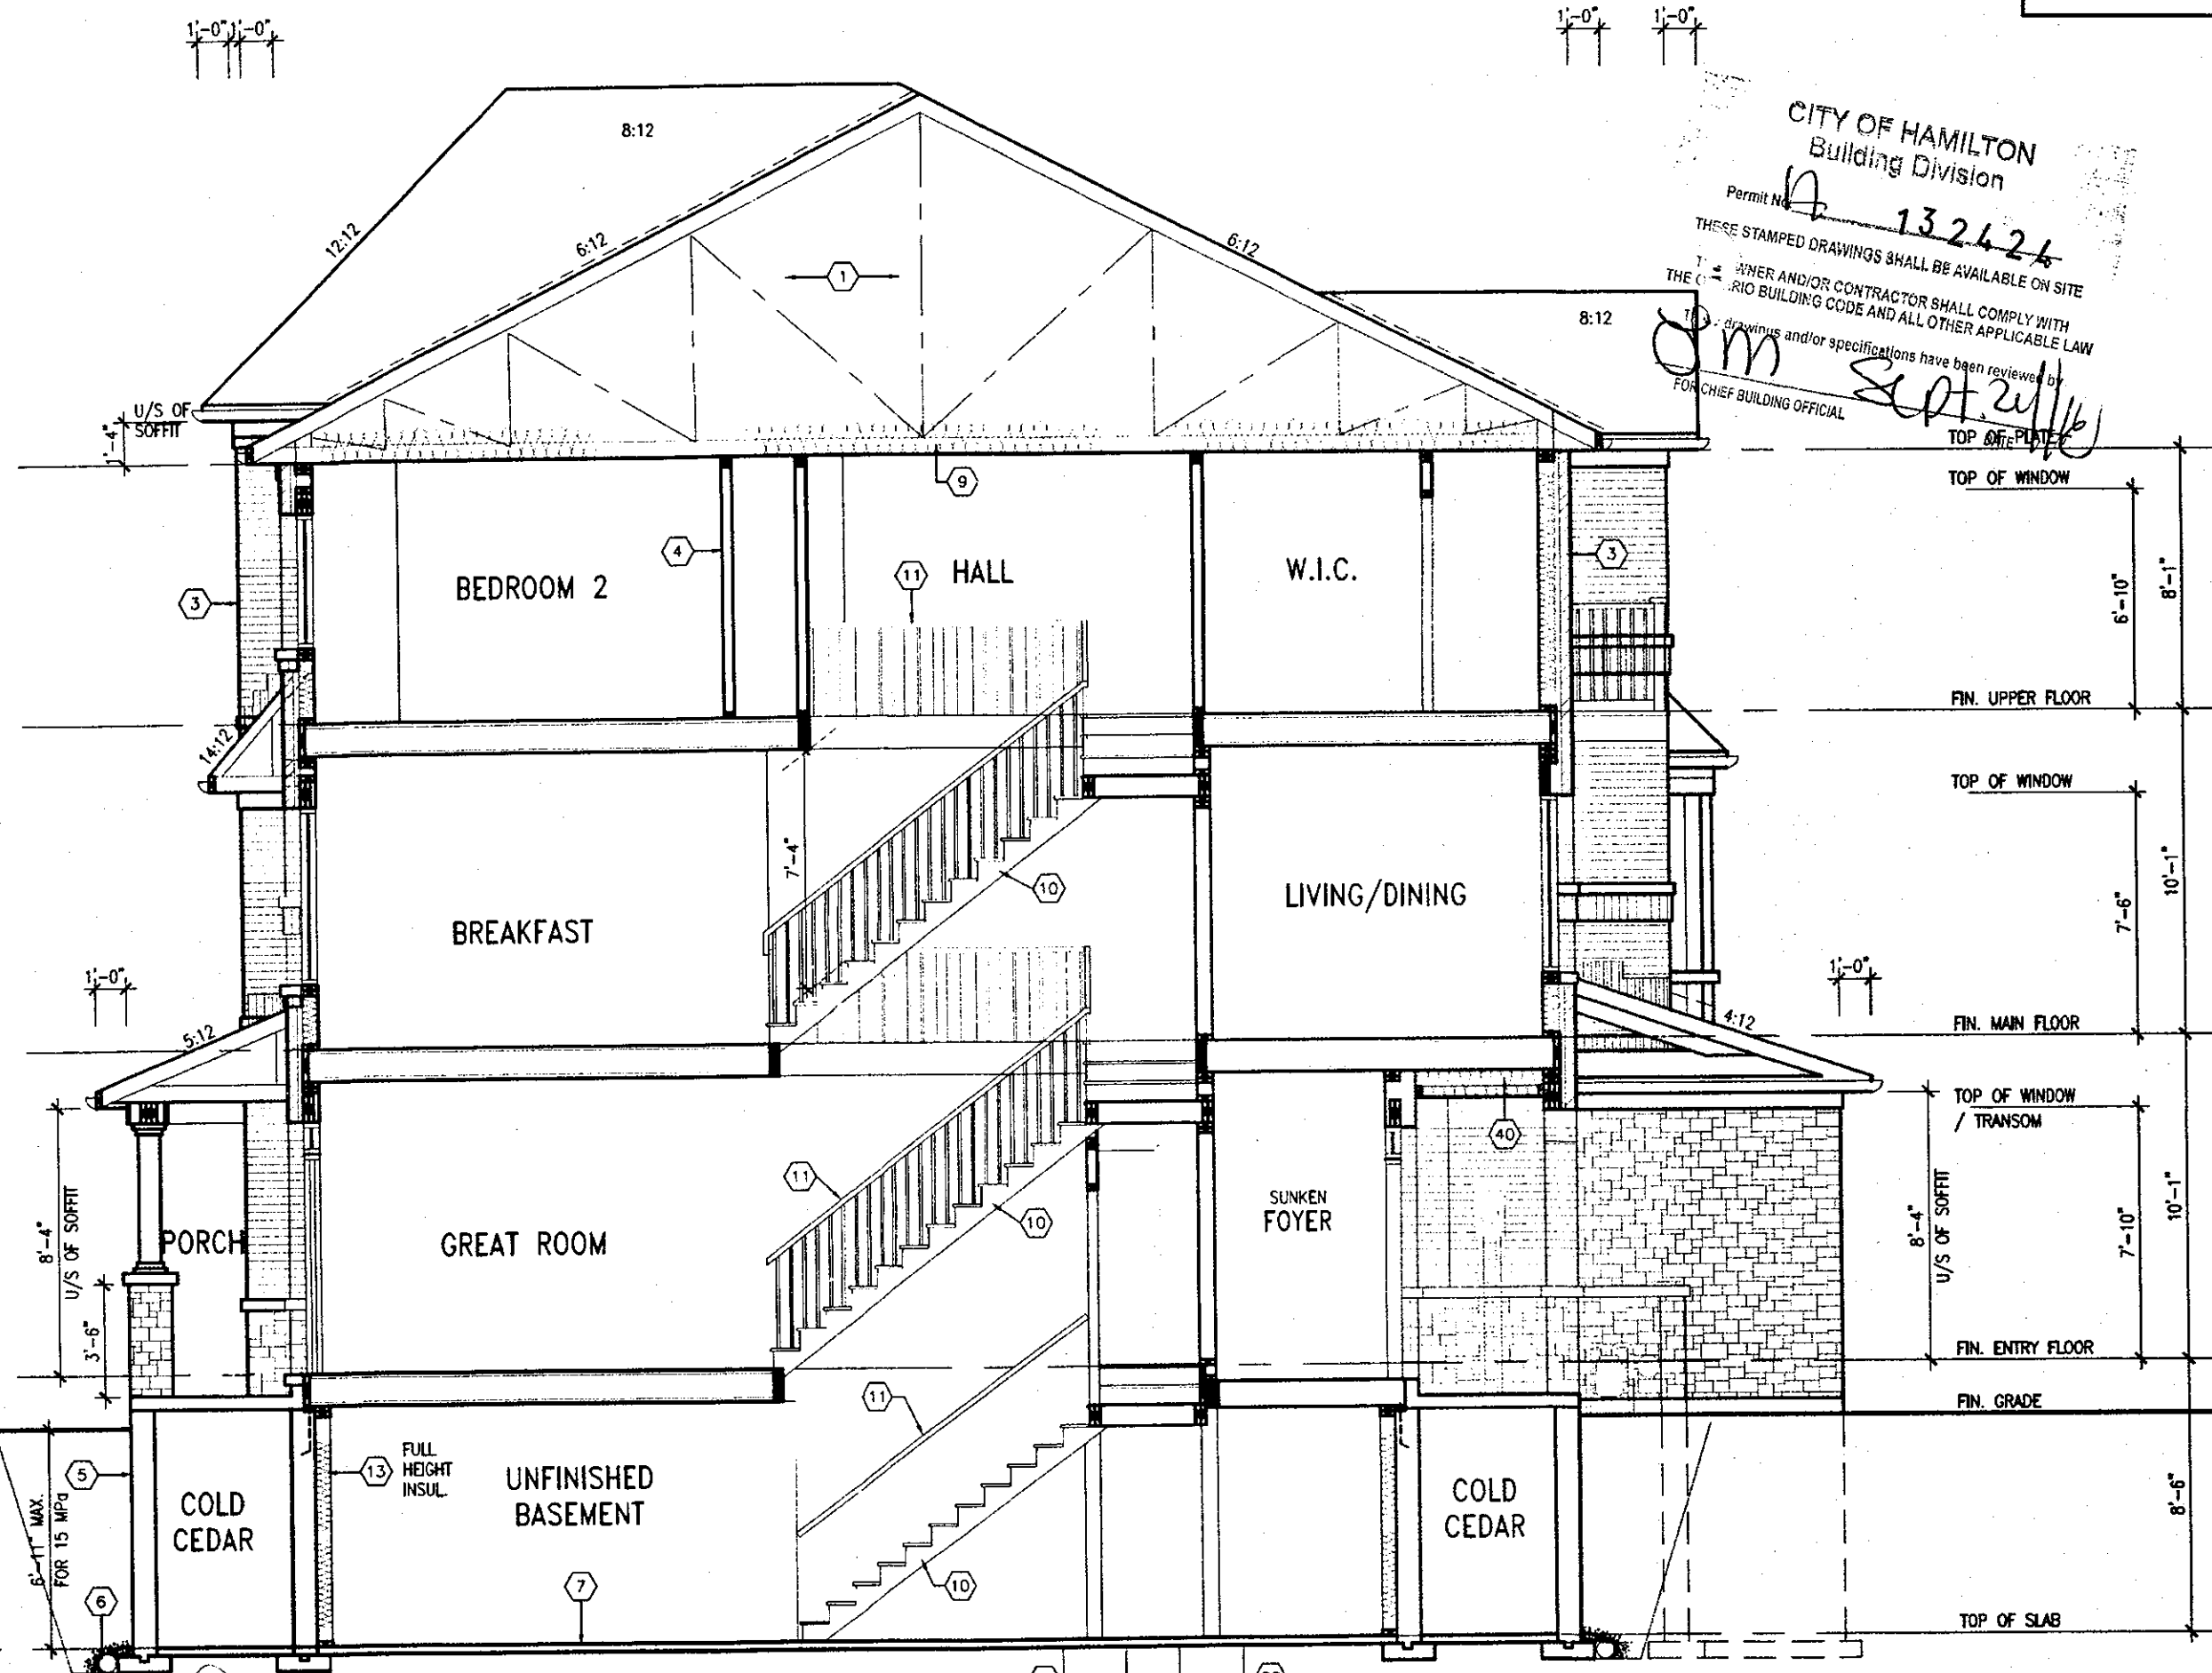 1'-0" 1'-0"
1'-0" 1'-0"
8:12
12:12
6:12
6:12
1
8:12
CITY OF HAMILTON
Building Division
Permit No
132424
THESE STAMPED DRAWINGS SHALL BE AVAILABLE ON SITE
WNER AND/OR CONTRACTOR SHALL COMPLY WITH
RIO BUILDING CODE AND ALL OTHER APPLICABLE LAW
drawings and/or specifications have been reviewed by
Sept.
FOR CHIEF BUILDING OFFICIAL
DATE
U/S OF
SOFFIT
1'-4"
TOP OF PLATE
TOP OF WINDOW
9
4
3
3
BEDROOM 2
11
HALL
W.I.C.
6'-10"
8'-1"
FIN. UPPER FLOOR
14:12
TOP OF WINDOW
7'-4"
10
BREAKFAST
LIVING/DINING
7'-6"
10'-1"
1'-0"
1'-0"
5:12
4:12
FIN. MAIN FLOOR
TOP OF WINDOW
/ TRANSOM
40
11
10
SUNKEN
FOYER
PORCH
GREAT ROOM
8'-4"
U/S OF SOFFIT
3'-6"
8'-4"
U/S OF SOFFIT
7'-10"
10'-1"
FIN. ENTRY FLOOR
FIN. GRADE
11
5
13
FULL
HEIGHT
INSUL.
UNFINISHED
BASEMENT
COLD
CEDAR
COLD
CEDAR
6'-11" MAX.
FOR 15 MPa
8'-6"
6
7
10
TOP OF SLAB